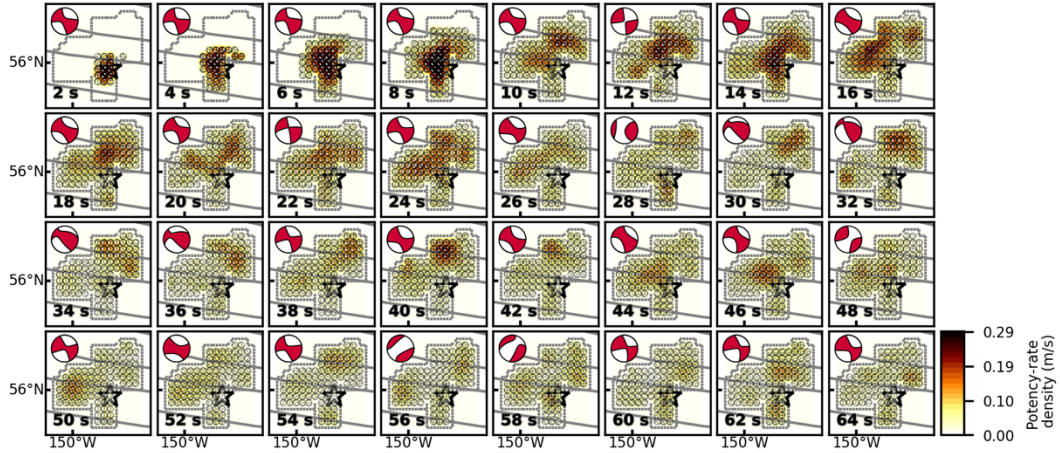 56°N
2 s 4 s 6 s 8 s 10 s 12 s 14 s 16 s
56°N
18 s 20 s 22 s 24 s 26 s 28 s 30 s 32 s
56°N
34 s 36 s 38 s 40 s 42 s 44 s 46 s 48 s
56°N
50 s 52 s 54 s 56 s 58 s 60 s 62 s 64 s
150°W 150°W 150°W 150°W 150°W 150°W 150°W 150°W
0.29
0.19
0.10
0.00
Potency-rate
density (m/s)